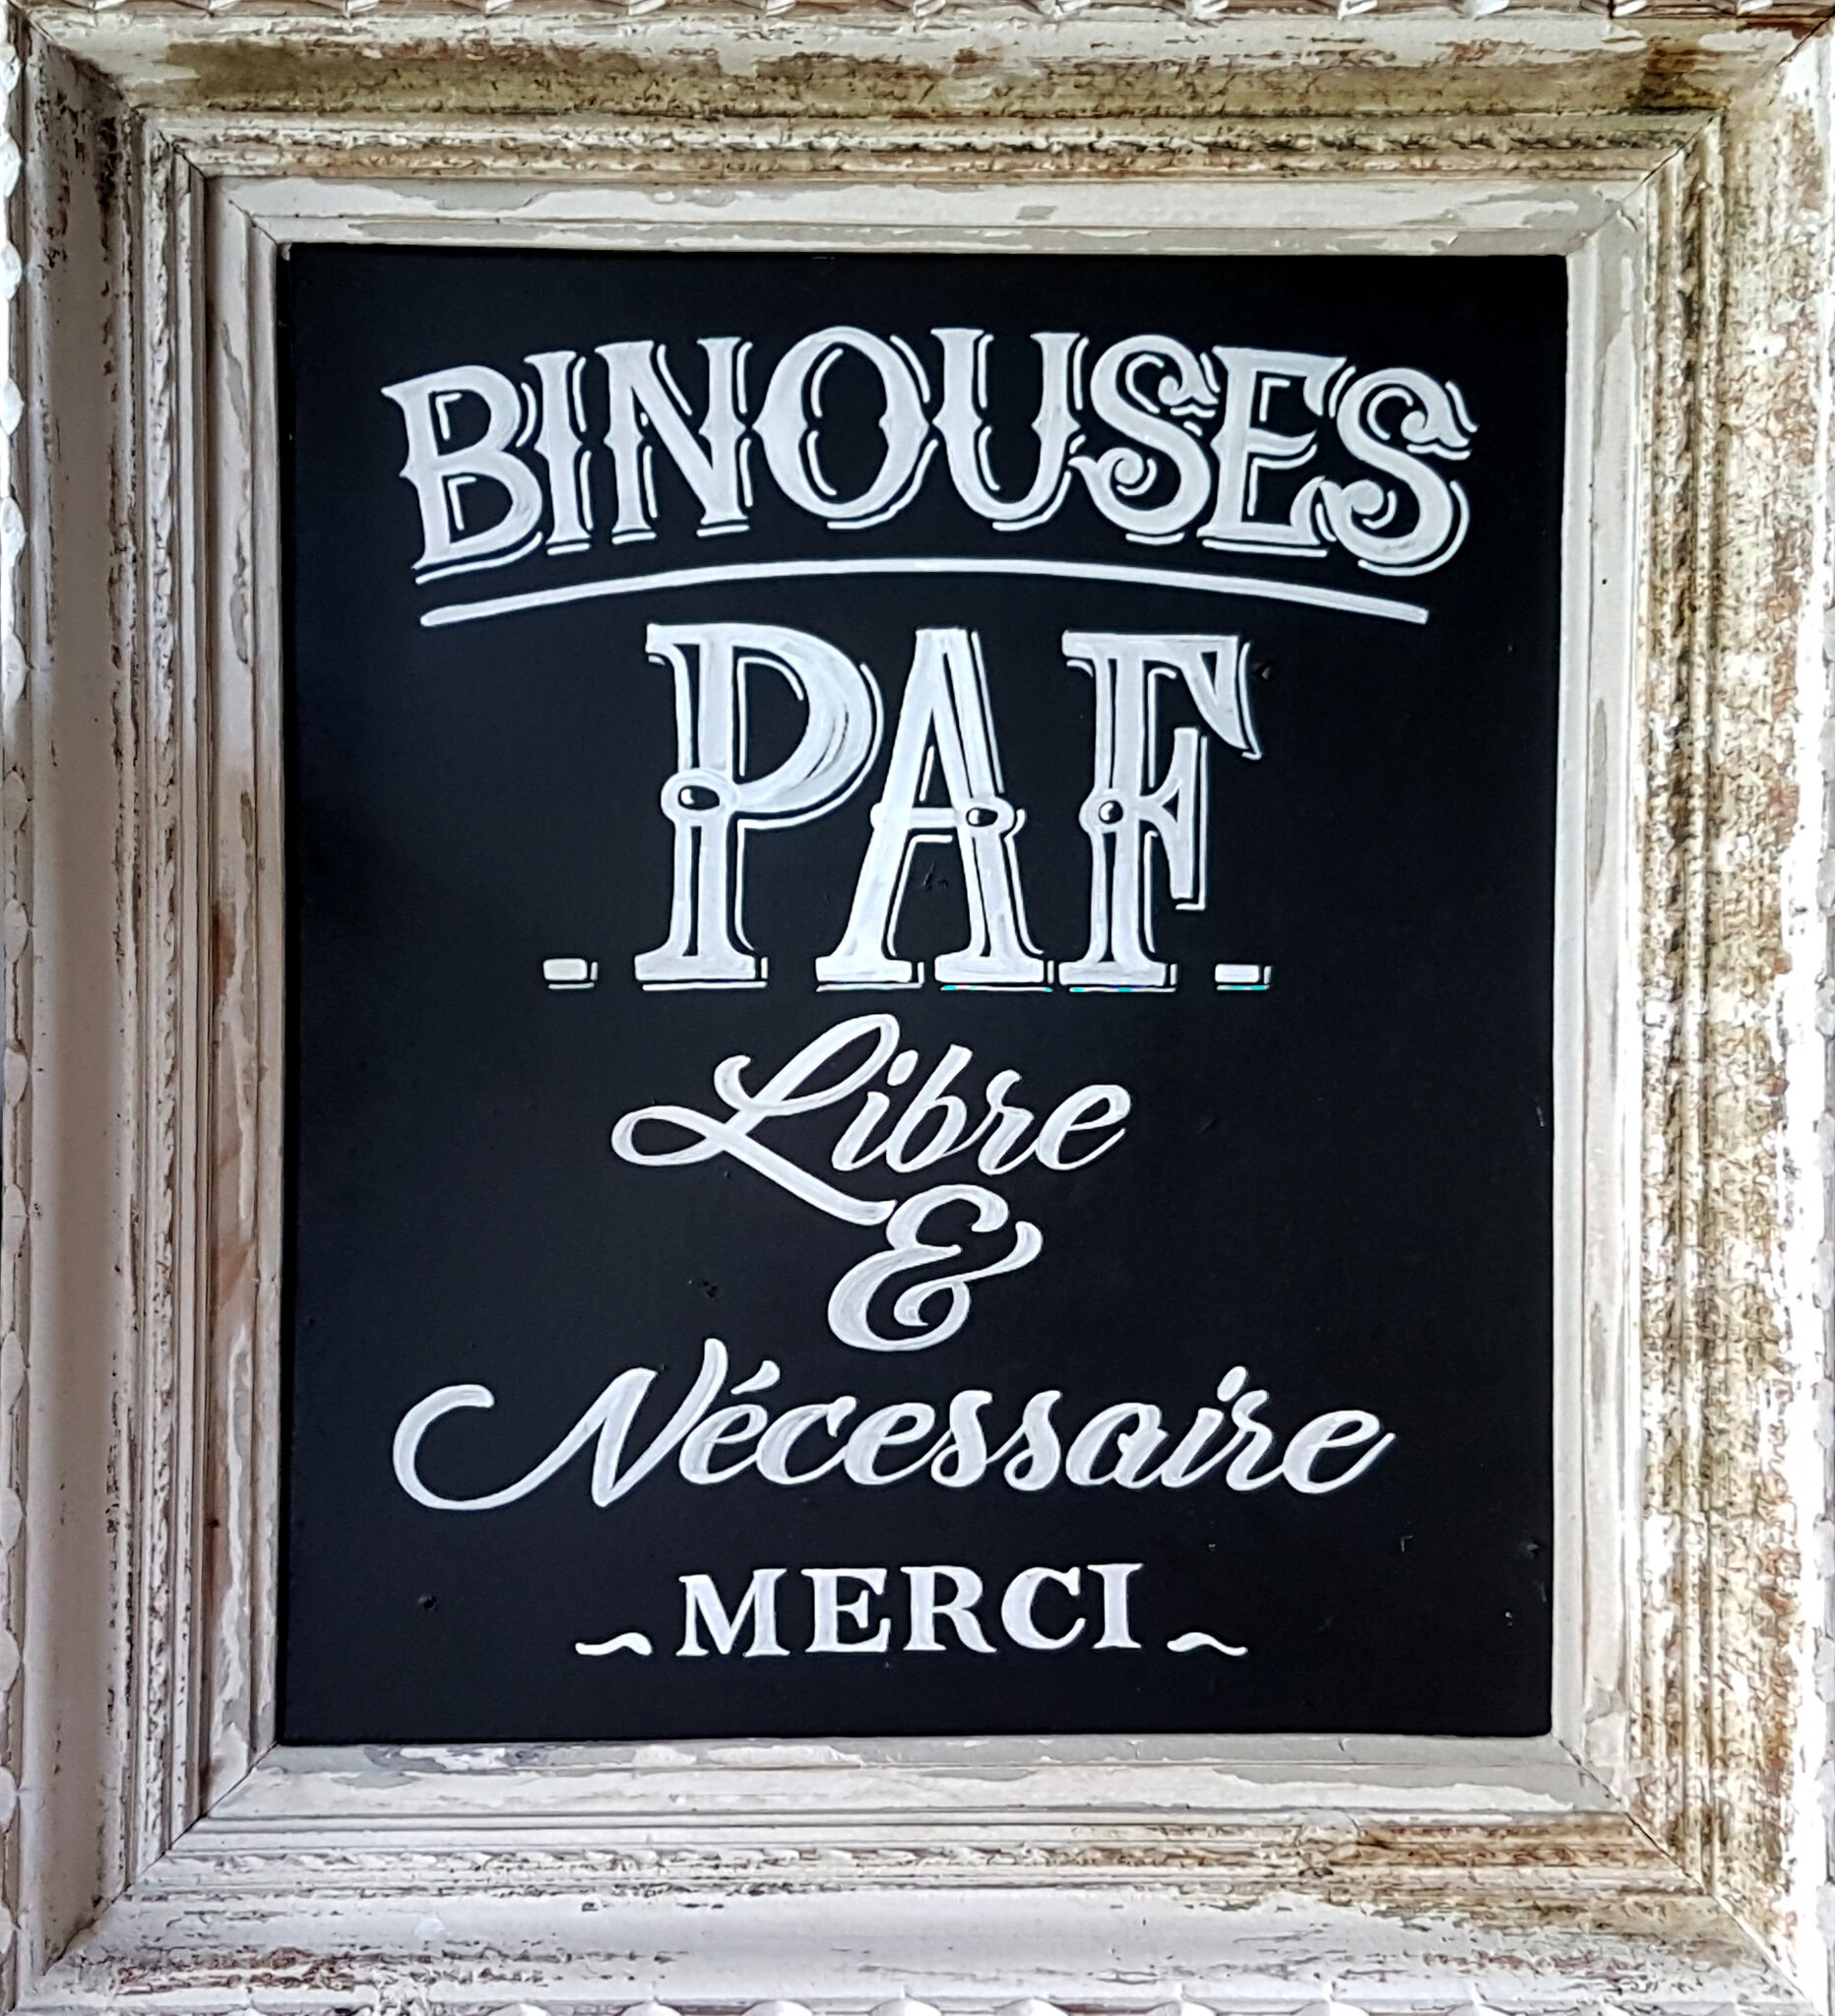 BINOUSES
- PAF -
Libre
&
Nécessaire
~ MERCI ~